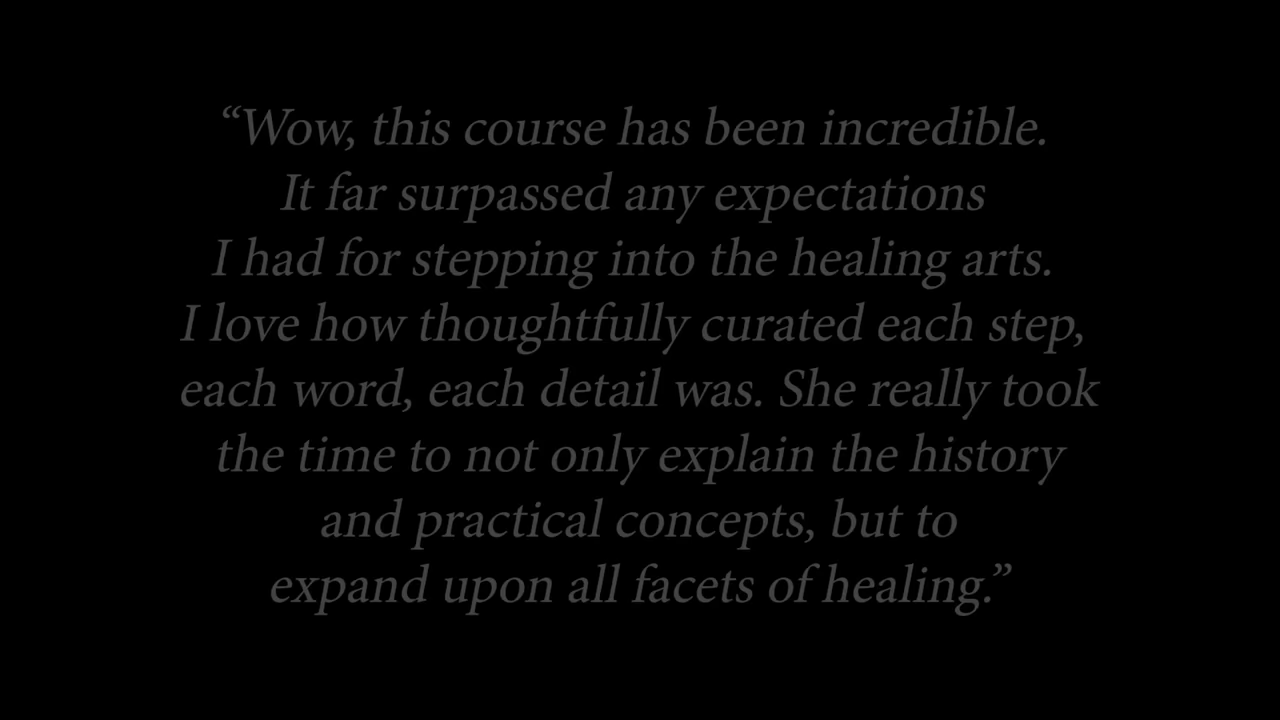 “Wow, this course has been incredible.
It far surpassed any expectations
I had for stepping into the healing arts.
I love how thoughtfully curated each step,
each word, each detail was. She really took
the time to not only explain the history
and practical concepts, but to
expand upon all facets of healing.”